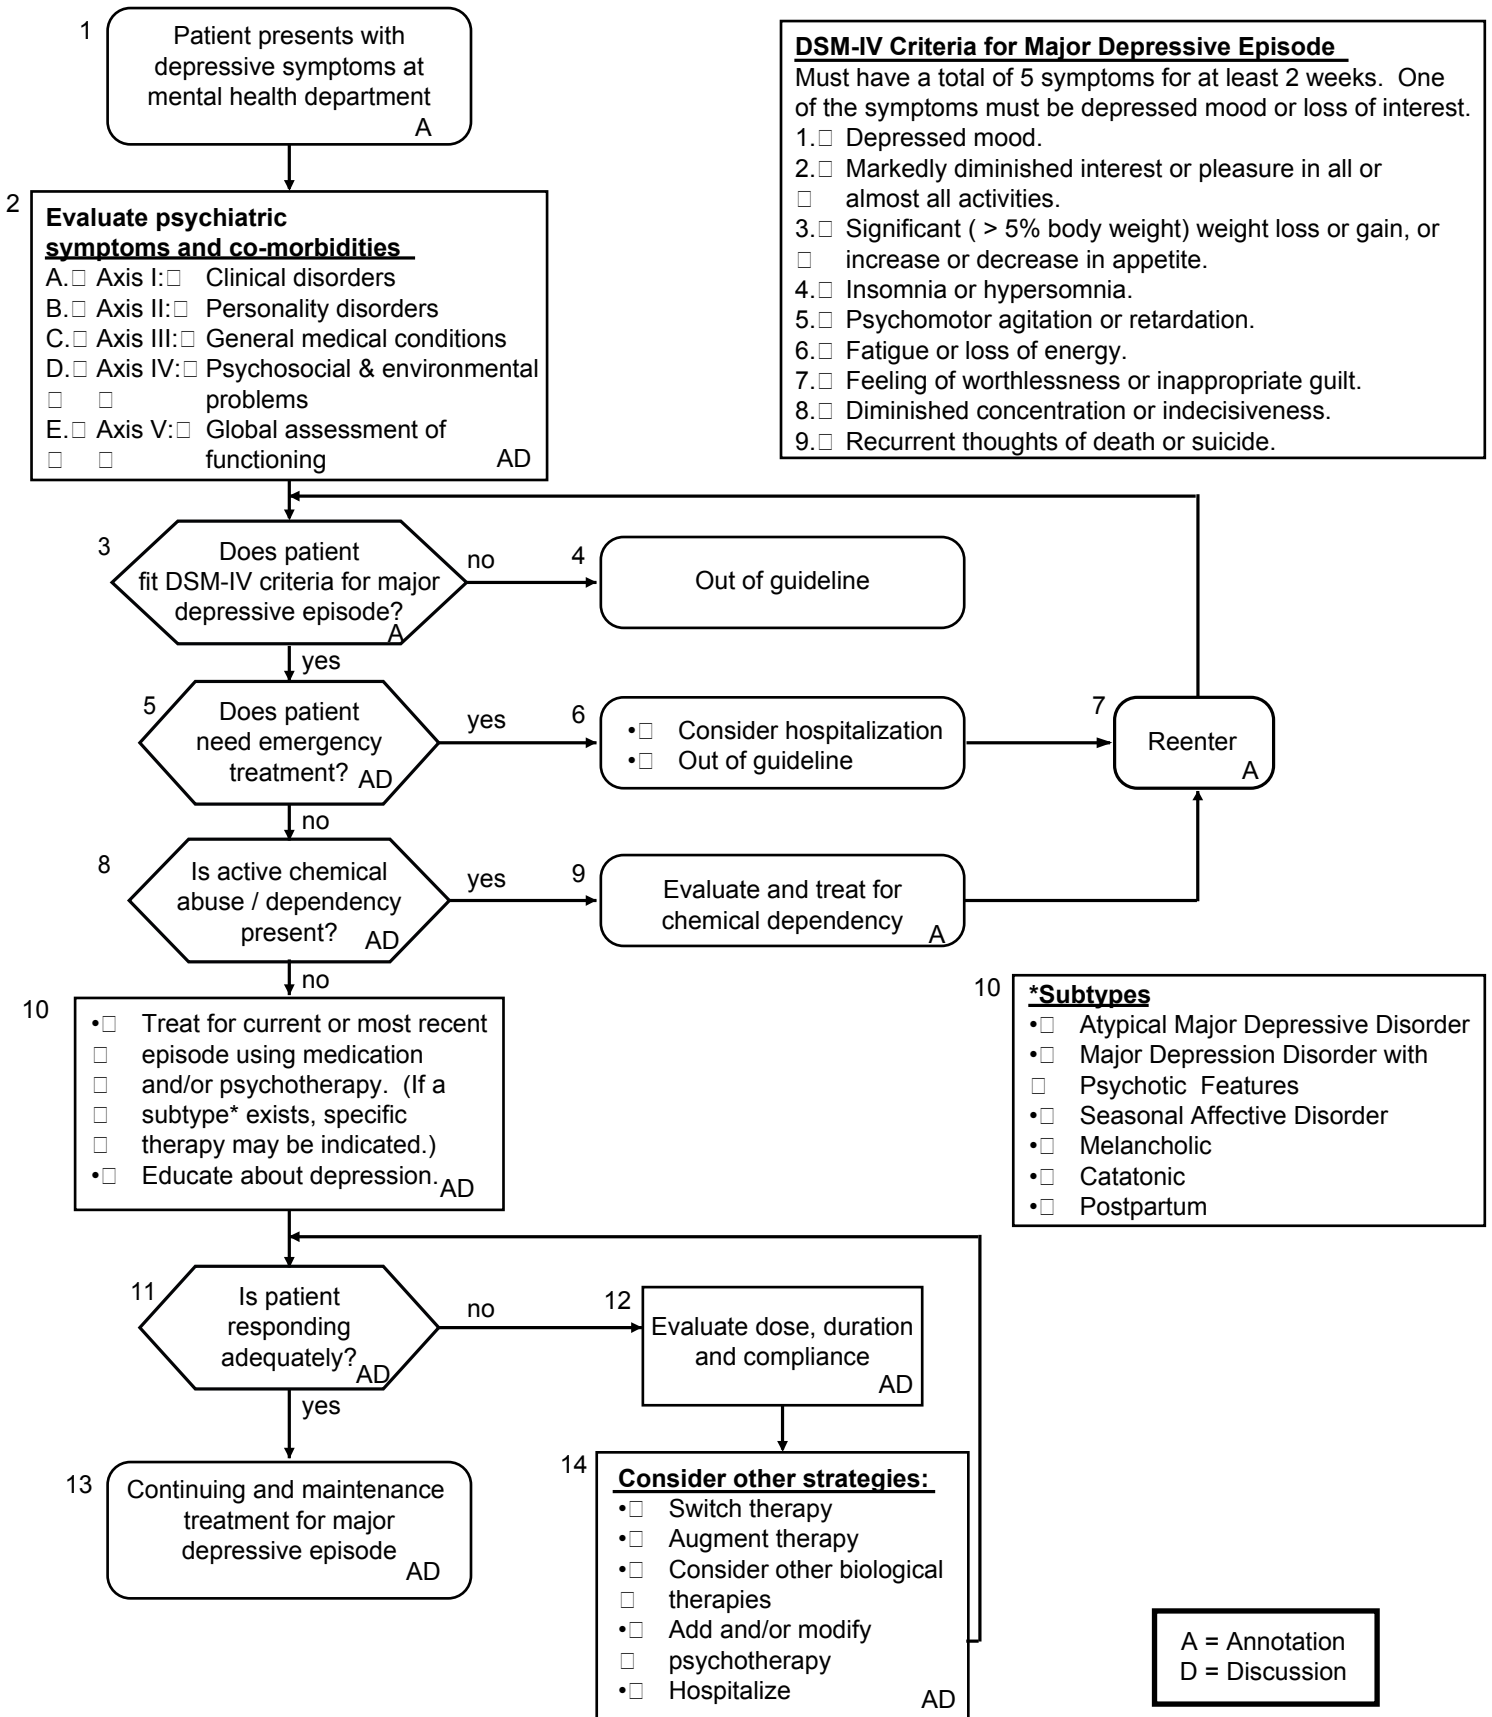 1
Patient presents with
depressive symptoms at
mental health department
A
DSM-IV Criteria for Major Depressive Episode
Must have a total of 5 symptoms for at least 2 weeks. One
of the symptoms must be depressed mood or loss of interest.
1.□ Depressed mood.
2.□ Markedly diminished interest or pleasure in all or
□ almost all activities.
3.□ Significant ( > 5% body weight) weight loss or gain, or
□ increase or decrease in appetite.
4.□ Insomnia or hypersomnia.
5.□ Psychomotor agitation or retardation.
6.□ Fatigue or loss of energy.
7.□ Feeling of worthlessness or inappropriate guilt.
8.□ Diminished concentration or indecisiveness.
9.□ Recurrent thoughts of death or suicide.
2
Evaluate psychiatric
symptoms and co-morbidities
A.□ Axis I:□ Clinical disorders
B.□ Axis II:□ Personality disorders
C.□ Axis III:□ General medical conditions
D.□ Axis IV:□ Psychosocial & environmental
□ □ problems
E.□ Axis V:□ Global assessment of
□ □ functioning
AD
3
Does patient
fit DSM-IV criteria for major
depressive episode?
A
no
4
Out of guideline
yes
5
Does patient
need emergency
treatment?
AD
yes
6
•□ Consider hospitalization
•□ Out of guideline
7
Reenter
A
no
8
Is active chemical
abuse / dependency
present?
AD
yes
9
Evaluate and treat for
chemical dependency
A
no
10
•□ Treat for current or most recent
□ episode using medication
□ and/or psychotherapy. (If a
□ subtype* exists, specific
□ therapy may be indicated.)
•□ Educate about depression.
AD
10
*Subtypes
•□ Atypical Major Depressive Disorder
•□ Major Depression Disorder with
□ Psychotic Features
•□ Seasonal Affective Disorder
•□ Melancholic
•□ Catatonic
•□ Postpartum
11
Is patient
responding
adequately?
AD
no
12
Evaluate dose, duration
and compliance
AD
yes
13
Continuing and maintenance
treatment for major
depressive episode
AD
14
Consider other strategies:
•□ Switch therapy
•□ Augment therapy
•□ Consider other biological
□ therapies
•□ Add and/or modify
□ psychotherapy
•□ Hospitalize
AD
A = Annotation
D = Discussion